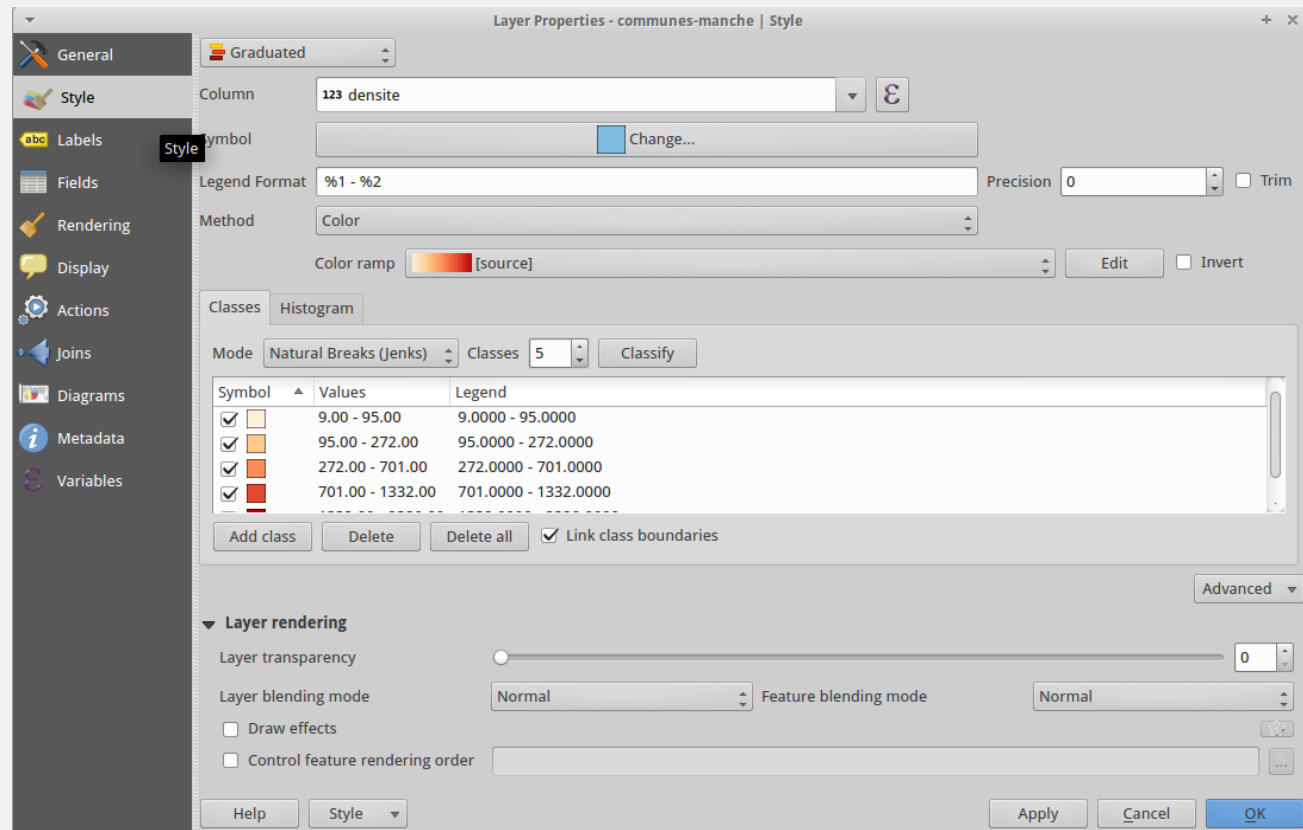 Layer Properties - communes-manche | Style
General
Style
Labels
Fields
Rendering
Display
Actions
Joins
Diagrams
Metadata
Variables
Style
Graduated
Column 123 densite ε
Symbol Change...
Legend Format %1 - %2 Precision 0 Trim
Method Color
Color ramp [source] Edit Invert
Classes Histogram
Mode Natural Breaks (Jenks) Classes 5 Classify
Symbol Values Legend
9.00 - 95.00 9.0000 - 95.0000
95.00 - 272.00 95.0000 - 272.0000
272.00 - 701.00 272.0000 - 701.0000
701.00 - 1332.00 701.0000 - 1332.0000
Add class Delete Delete all Link class boundaries
Advanced
Layer rendering
Layer transparency 0
Layer blending mode Normal Feature blending mode Normal
Draw effects
Control feature rendering order ...
Help Style Apply Cancel OK